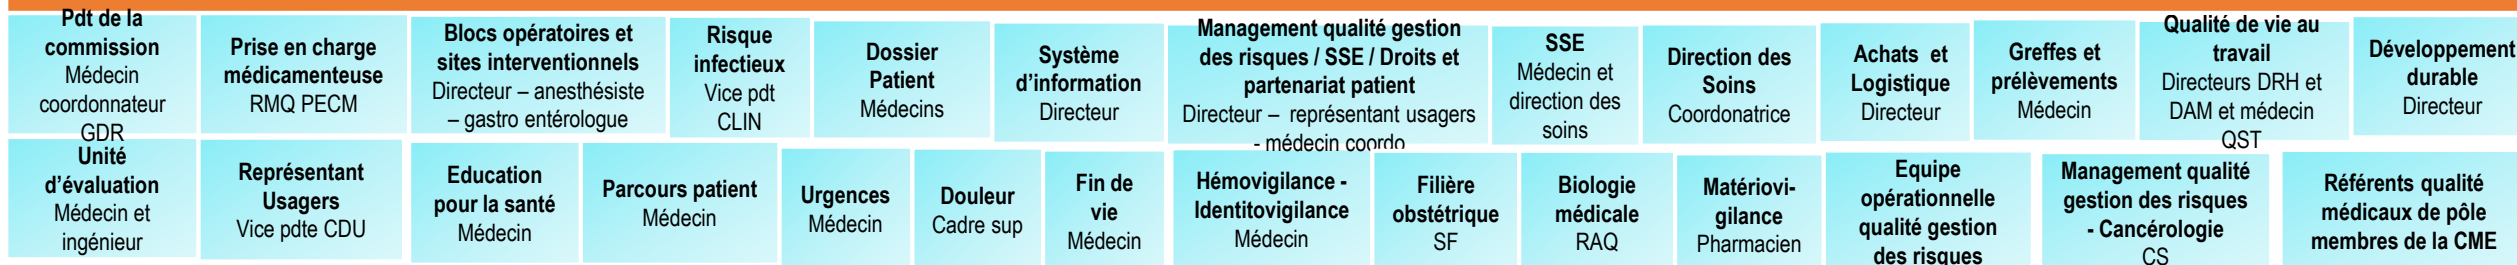 Pdt de la
commission
Médecin
coordonnateur
GDR
Prise en charge
médicamenteuse
RMQ PECM
Blocs opératoires et
sites interventionnels
Directeur – anesthésiste
– gastro entérologue
Risque
infectieux
Vice pdt
CLIN
Dossier
Patient
Médecins
Système
d’information
Directeur
Management qualité gestion
des risques / SSE / Droits et
partenariat patient
Directeur – représentant usagers
- médecin coordo
SSE
Médecin et
direction des
soins
Direction des
Soins
Coordonatrice
Achats et
Logistique
Directeur
Greffes et
prélèvements
Médecin
Qualité de vie au
travail
Directeurs DRH et
DAM et médecin
QST
Développement
durable
Directeur
Unité
d’évaluation
Médecin et
ingénieur
Représentant
Usagers
Vice pdte CDU
Education
pour la santé
Médecin
Parcours patient
Médecin
Urgences
Médecin
Douleur
Cadre sup
Fin de
vie
Médecin
Hémovigilance -
Identitovigilance
Médecin
Filière
obstétrique
SF
Biologie
médicale
RAQ
Matériovi-
gilance
Pharmacien
Equipe
opérationnelle
qualité gestion
des risques
Management qualité
gestion des risques
- Cancérologie
CS
Référents qualité
médicaux de pôle
membres de la CME